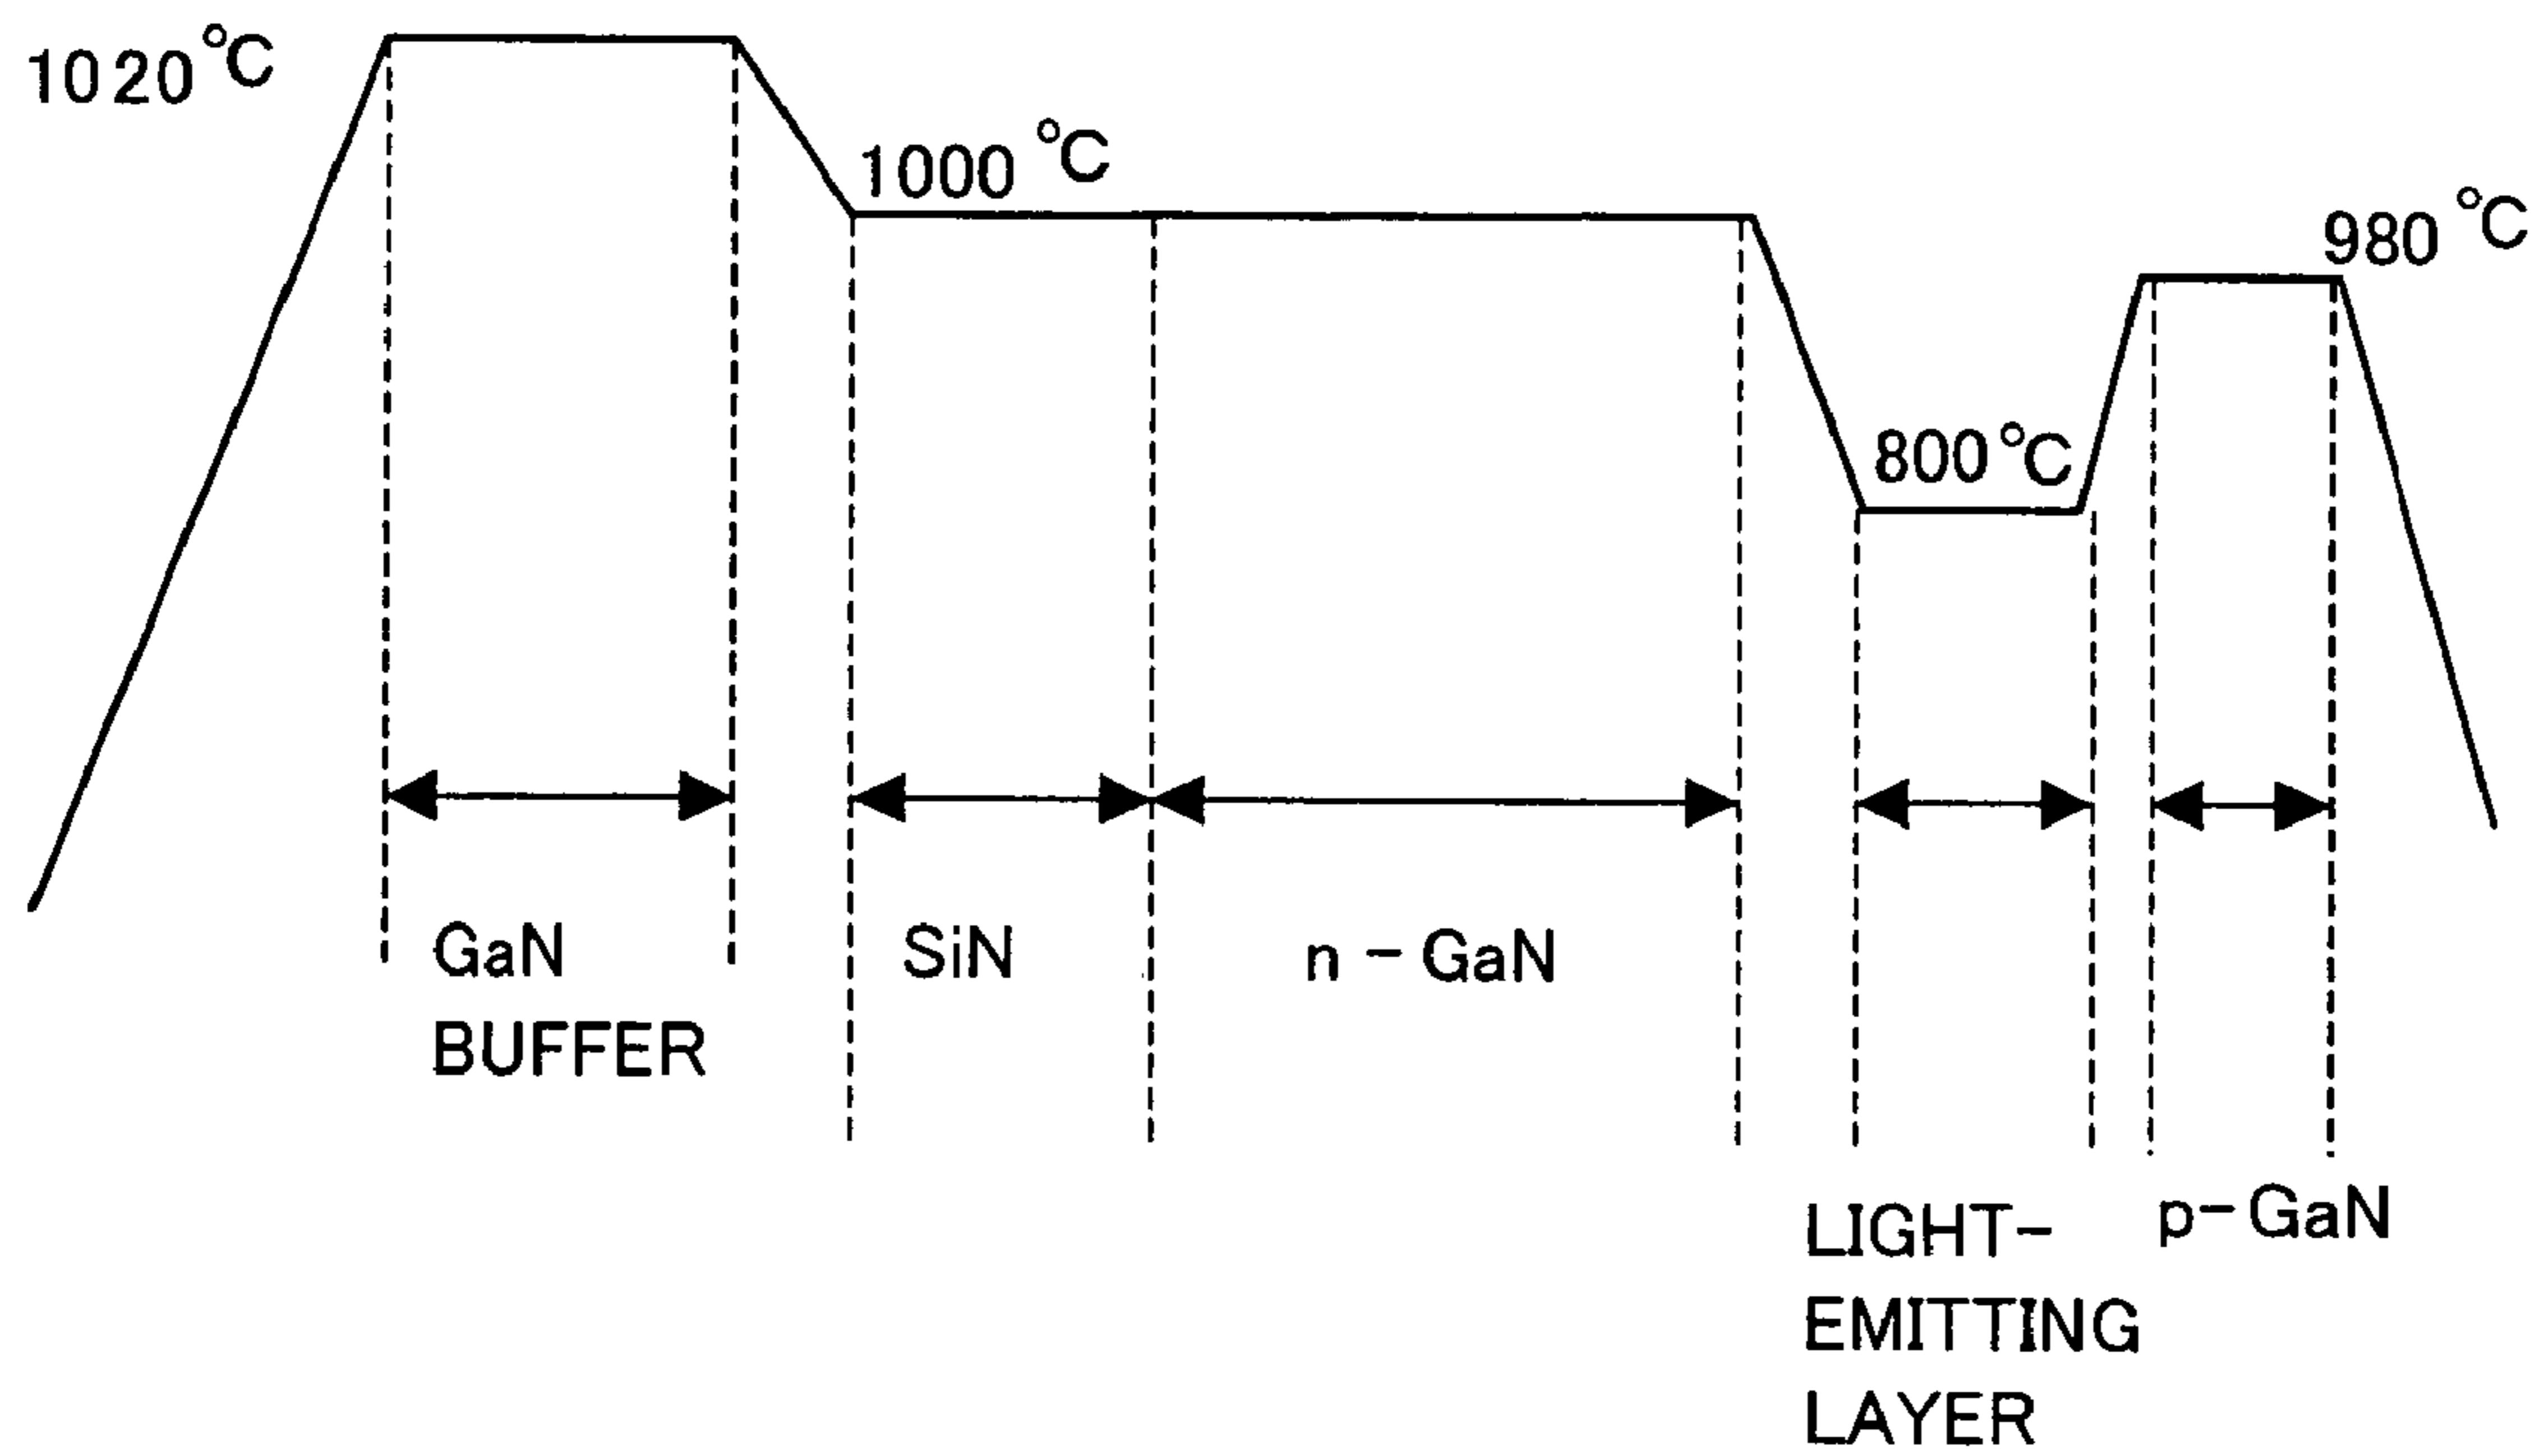 1020°C
1000°C
980°C
800°C
GaN
BUFFER
SiN
n-GaN
LIGHT-
EMITTING
LAYER
p-GaN